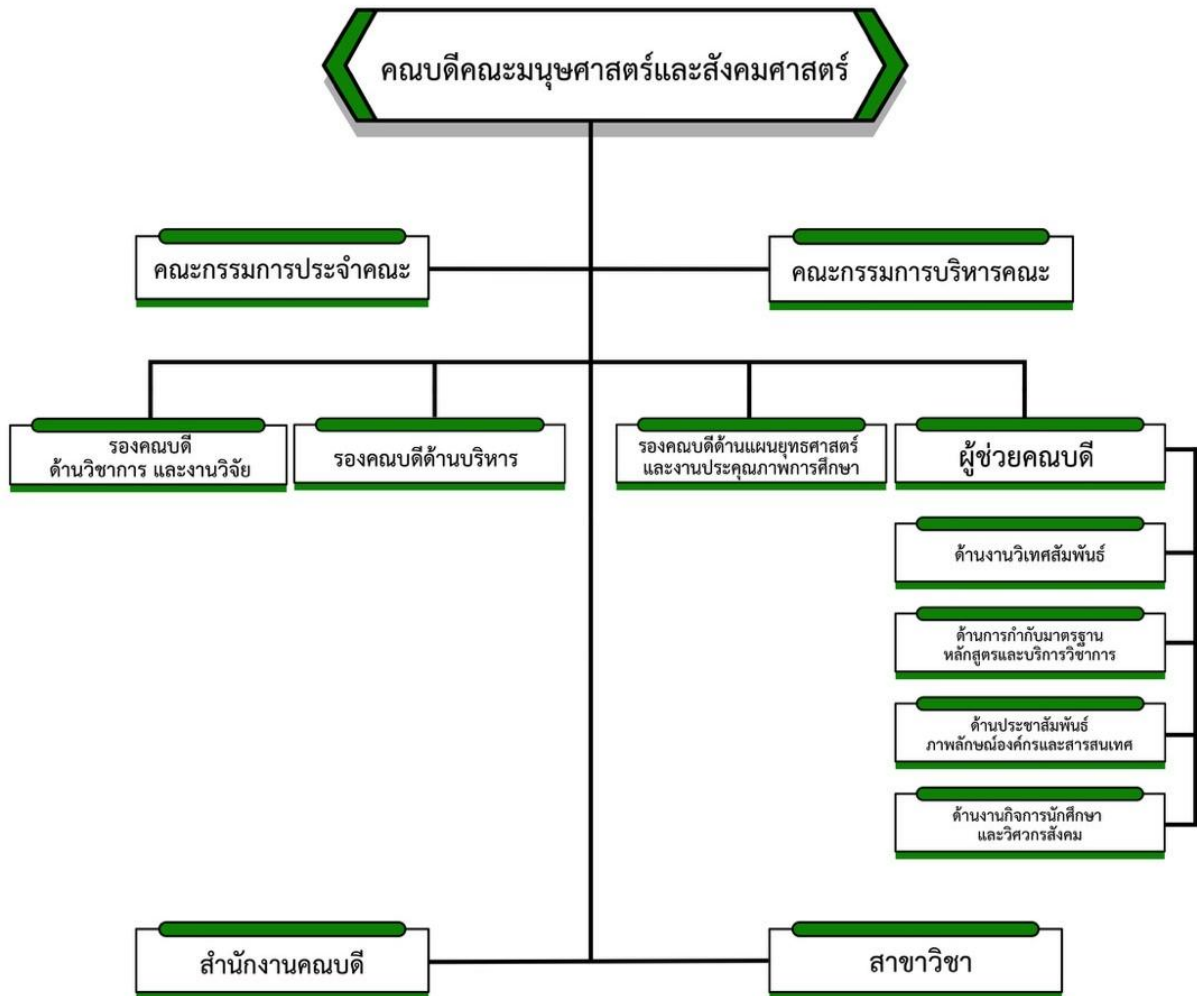 คณบดีคณะมนุษศาสตร์และสังคมศาสตร์
คณะกรรมการประจำคณะ
คณะกรรมการบริหารคณะ
รองคณบดี
ด้านวิชาการ และงานวิจัย
รองคณบดีด้านบริหาร
รองคณบดีด้านแผนยุทธศาสตร์
และงานประคุณภาพการศึกษา
ผู้ช่วยคณบดี
ด้านงานวิเทศสัมพันธ์
ด้านการกำกับมาตรฐาน
หลักสูตรและบริการวิชาการ
ด้านประชาสัมพันธ์
ภาพลักษณ์องค์กรและสารสนเทศ
ด้านงานกิจการนักศึกษา
และวิศวกรสังคม
สำนักงานคณบดี
สาขาวิชา